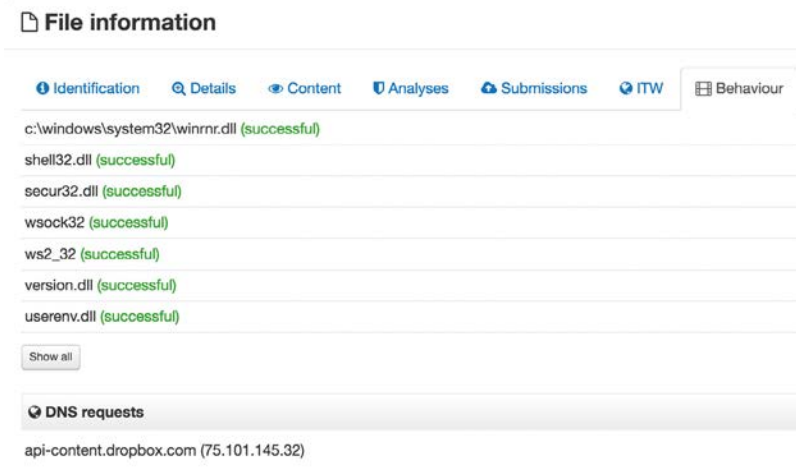 File information
Identification Details Content Analyses Submissions ITW Behaviour
c:\windows\system32\winrnr.dll (successful)
shell32.dll (successful)
secur32.dll (successful)
wsock32 (successful)
ws2_32 (successful)
version.dll (successful)
userenv.dll (successful)
Show all
DNS requests
api-content.dropbox.com (75.101.145.32)